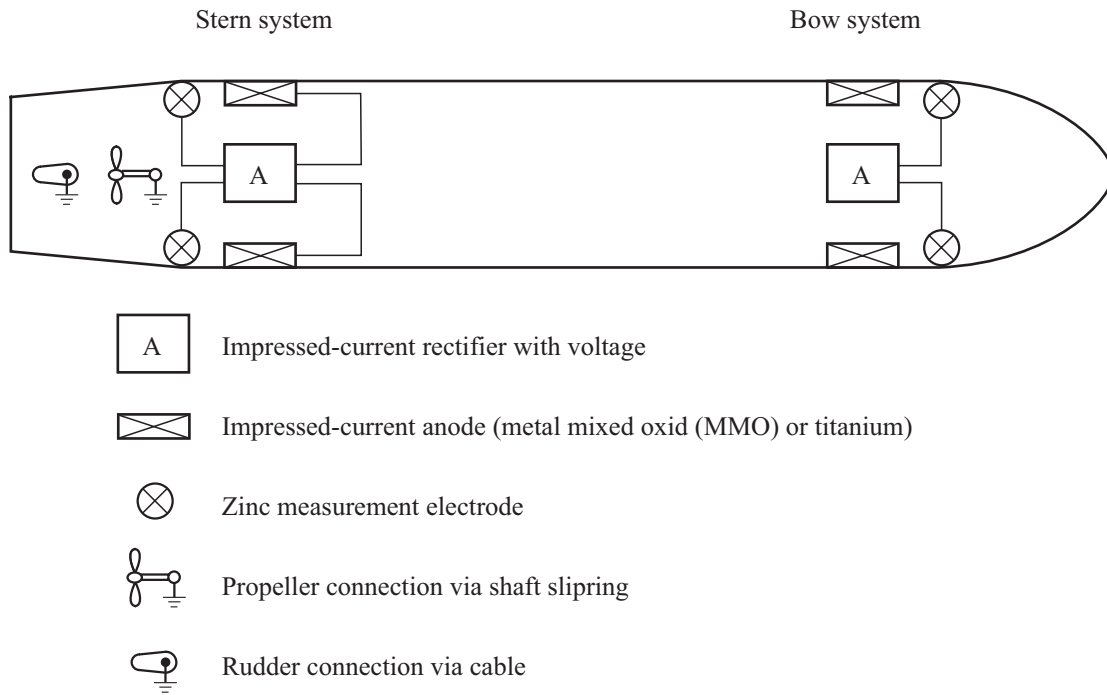 Stern system
Bow system
A
A
A
Impressed-current rectifier with voltage
Impressed-current anode (metal mixed oxid (MMO) or titanium)
Zinc measurement electrode
Propeller connection via shaft slipring
Rudder connection via cable